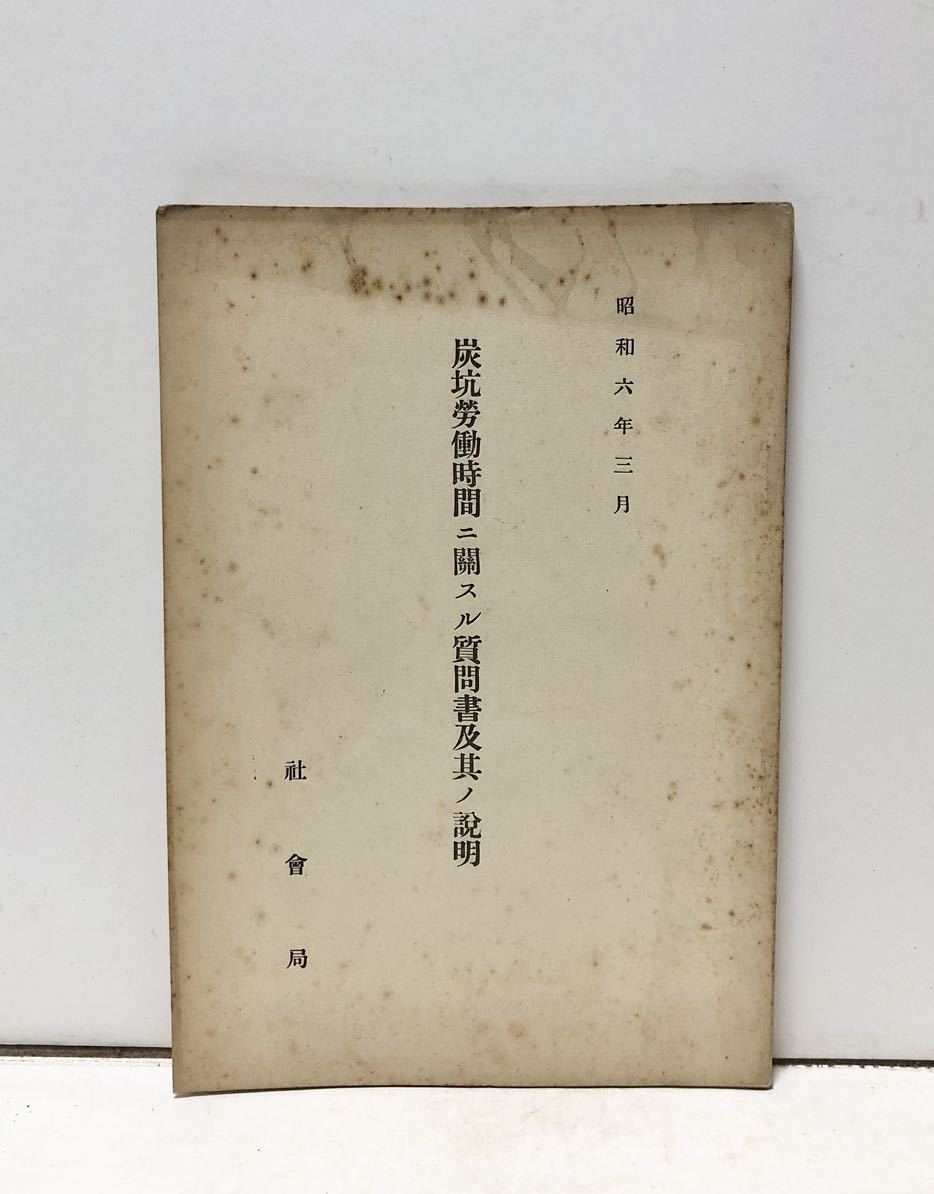 昭和六年三月
炭坑勞働時間ニ關スル質問書及其ノ說明
社會局